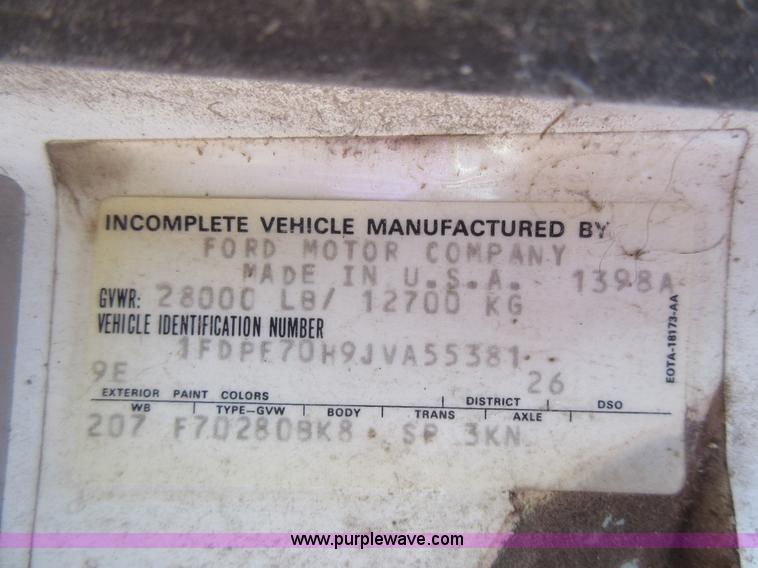 INCOMPLETE VEHICLE MANUFACTURED BY
FORD MOTOR COMPANY
MADE IN U.S.A. 1398A
GVWR: 28000 LB/ 12700 KG
VEHICLE IDENTIFICATION NUMBER
1FDPF70H9JVA55381
9E 26
EXTERIOR PAINT COLORS DISTRICT DSO
WB TYPE-GVW BODY TRANS AXLE
207 F70280BK8 SP 3KN
EOTA-18173-AA
www.purplewave.com